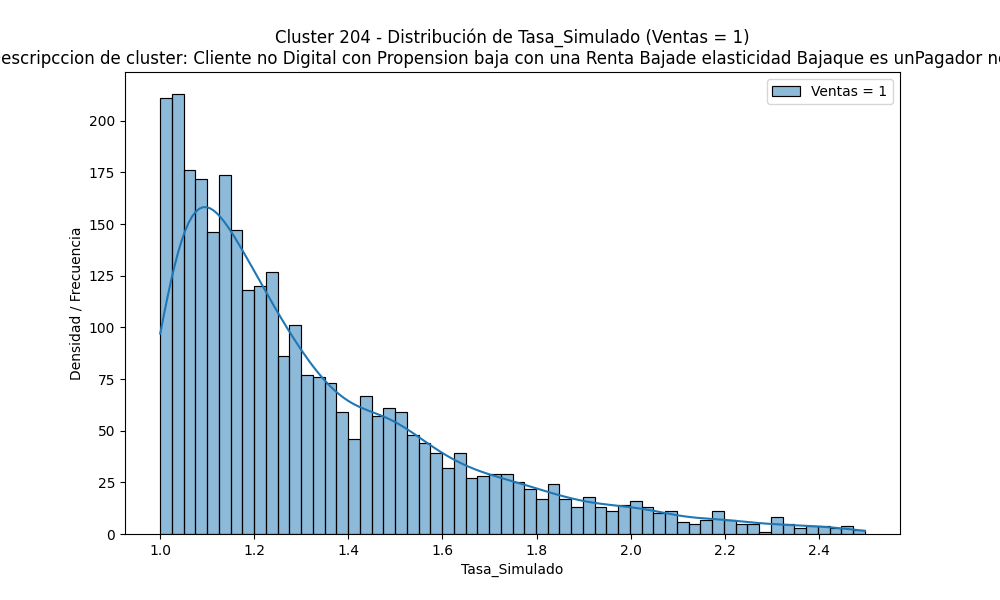 Cluster 204 - Distribución de Tasa_Simulado (Ventas = 1)
escripccion de cluster: Cliente no Digital con Propension baja con una Renta Bajade elasticidad Bajaque es unPagador
Ventas = 1
200
175
150
125
100
75
50
25
0
Densidad / Frecuencia
1.0 1.2 1.4 1.6 1.8 2.0 2.2 2.4
Tasa_Simulado